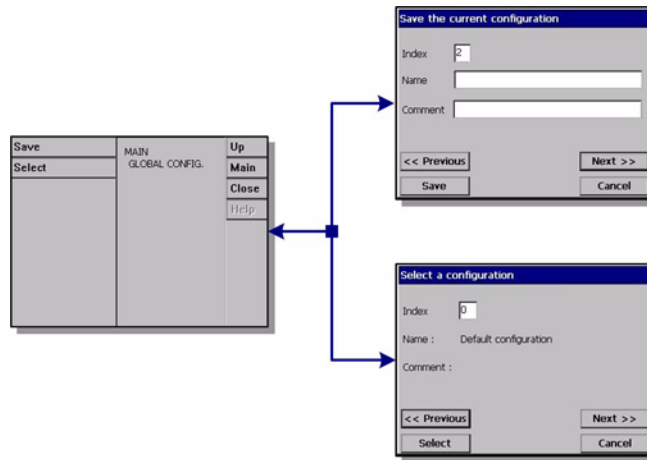 Save
Select
MAIN
GLOBAL CONFIG.
Up
Main
Close
Help
Save the current configuration
Index 2
Name
Comment
<< Previous Next >>
Save Cancel
Select a configuration
Index 0
Name : Default configuration
Comment :
<< Previous Next >>
Select Cancel